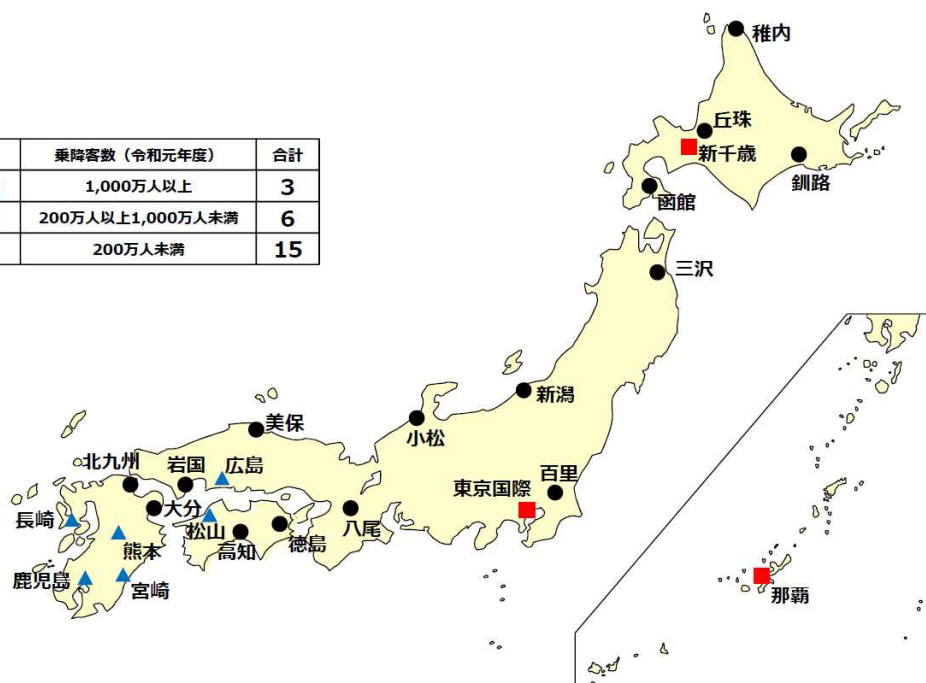 稚内
丘珠
新千歳
釧路
函館
乗降客数（令和元年度） 合計
1,000万人以上 3
200万人以上1,000万人未満 6
200万人未満 15
三沢
新潟
小松
美保
北九州
岩国
広島
東京国際
百里
長崎
大分
松山
高知
徳島
八尾
熊本
鹿児島
宮崎
那覇